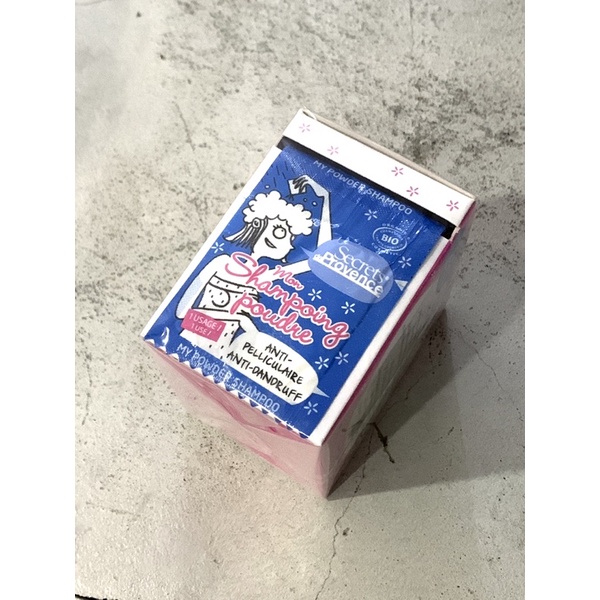 MY POWDER SHAMPOO
BIO
Secrets
de Provence
Mon
Shampoing
poudre
1 USAGE !
1 USE !
ANTI-
PELLICULAIRE
ANTI-DANDRUFF
MY POWDER SHAMPOO